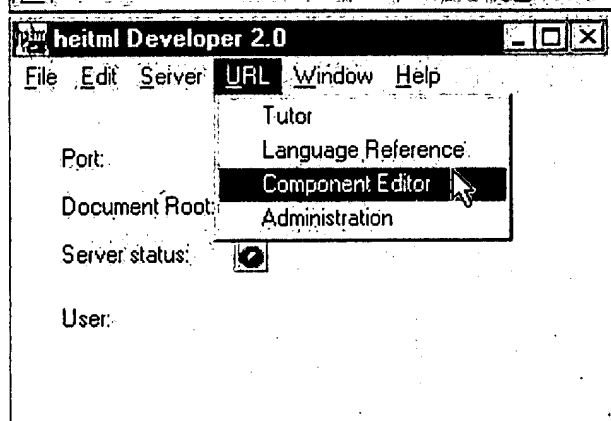 heitml Developer 2.0
File Edit Server URL Window Help
Tutor
Port: Language Reference
Component Editor
Document Root:
Administration
Server status:
User: